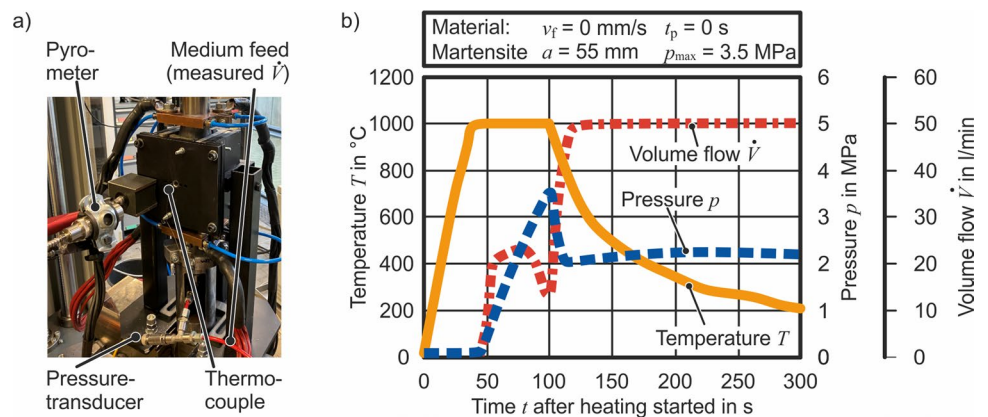 a)
Pyro-
meter
Medium feed
(measured V̇)
Pressure-
transducer
Thermo-
couple
b)
Material: v_f = 0 mm/s t_p = 0 s
Martensite a = 55 mm p_max = 3.5 MPa
Temperature T in °C
1200
1000
800
600
400
200
0
0 50 100 150 200 250 300
Time t after heating started in s
Volume flow V̇
Pressure p
Temperature T
6
5
4
3
2
1
0
Pressure p in MPa
60
50
40
30
20
10
0
Volume flow V̇ in l/min